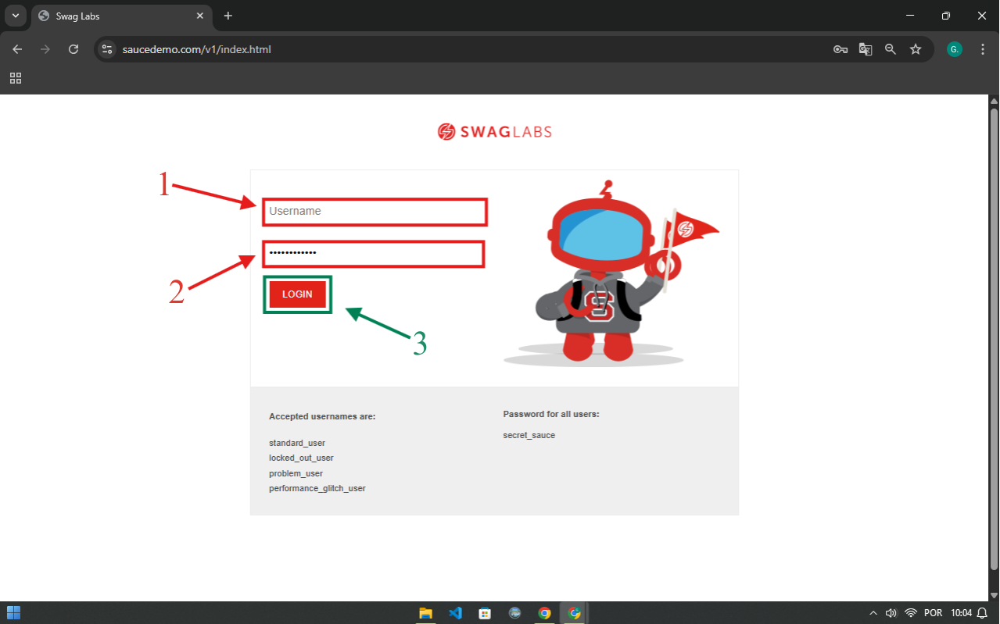 Swag Labs
saucedemo.com/v1/index.html
G.
SWAGLABS
1
Username
2
LOGIN
3
S
Accepted usernames are:
standard_user
locked_out_user
problem_user
performance_glitch_user
Password for all users:
secret_sauce
POR
10:04